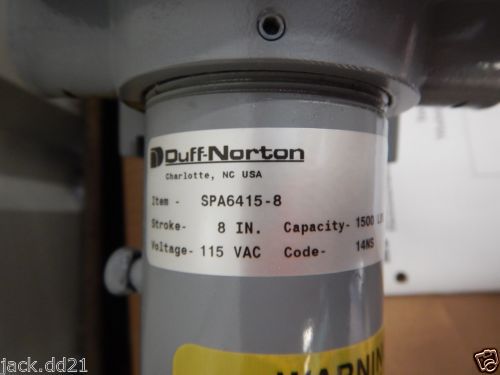 Duff-Norton
Charlotte, NC USA
Item - SPA6415-8
Stroke- 8 IN. Capacity- 1500
Voltage- 115 VAC Code- 14NS
WARNING
jack.dd21